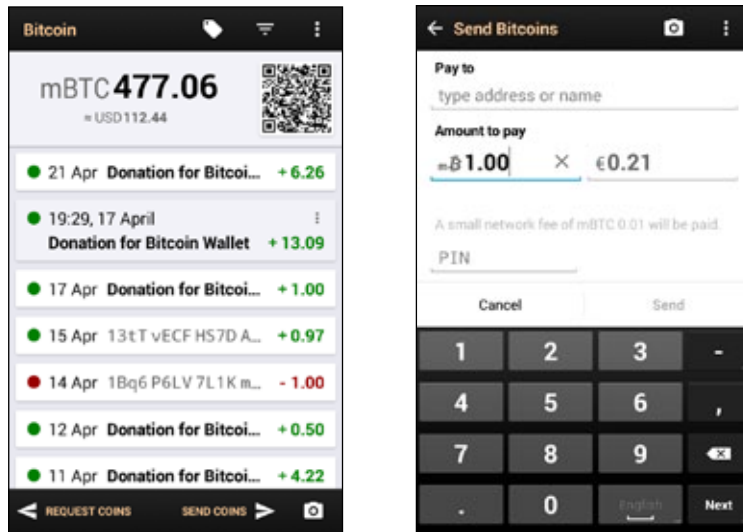 Bitcoin
mBTC 477.06
≈ USD 112.44
21 Apr Donation for Bitcoi... + 6.26
19:29, 17 April
Donation for Bitcoin Wallet + 13.09
17 Apr Donation for Bitcoi... + 1.00
15 Apr 13tT vECF HS7D A... + 0.97
14 Apr 1Bq6 P6LV 7L1K m... - 1.00
12 Apr Donation for Bitcoi... + 0.50
11 Apr Donation for Bitcoi... + 4.22
REQUEST COINS SEND COINS
Send Bitcoins
Pay to
type address or name
Amount to pay
m฿ 1.00 × € 0.21
A small network fee of mBTC 0.01 will be paid.
PIN
Cancel Send
1 2 3 -
4 5 6 ,
7 8 9
. 0 English Next